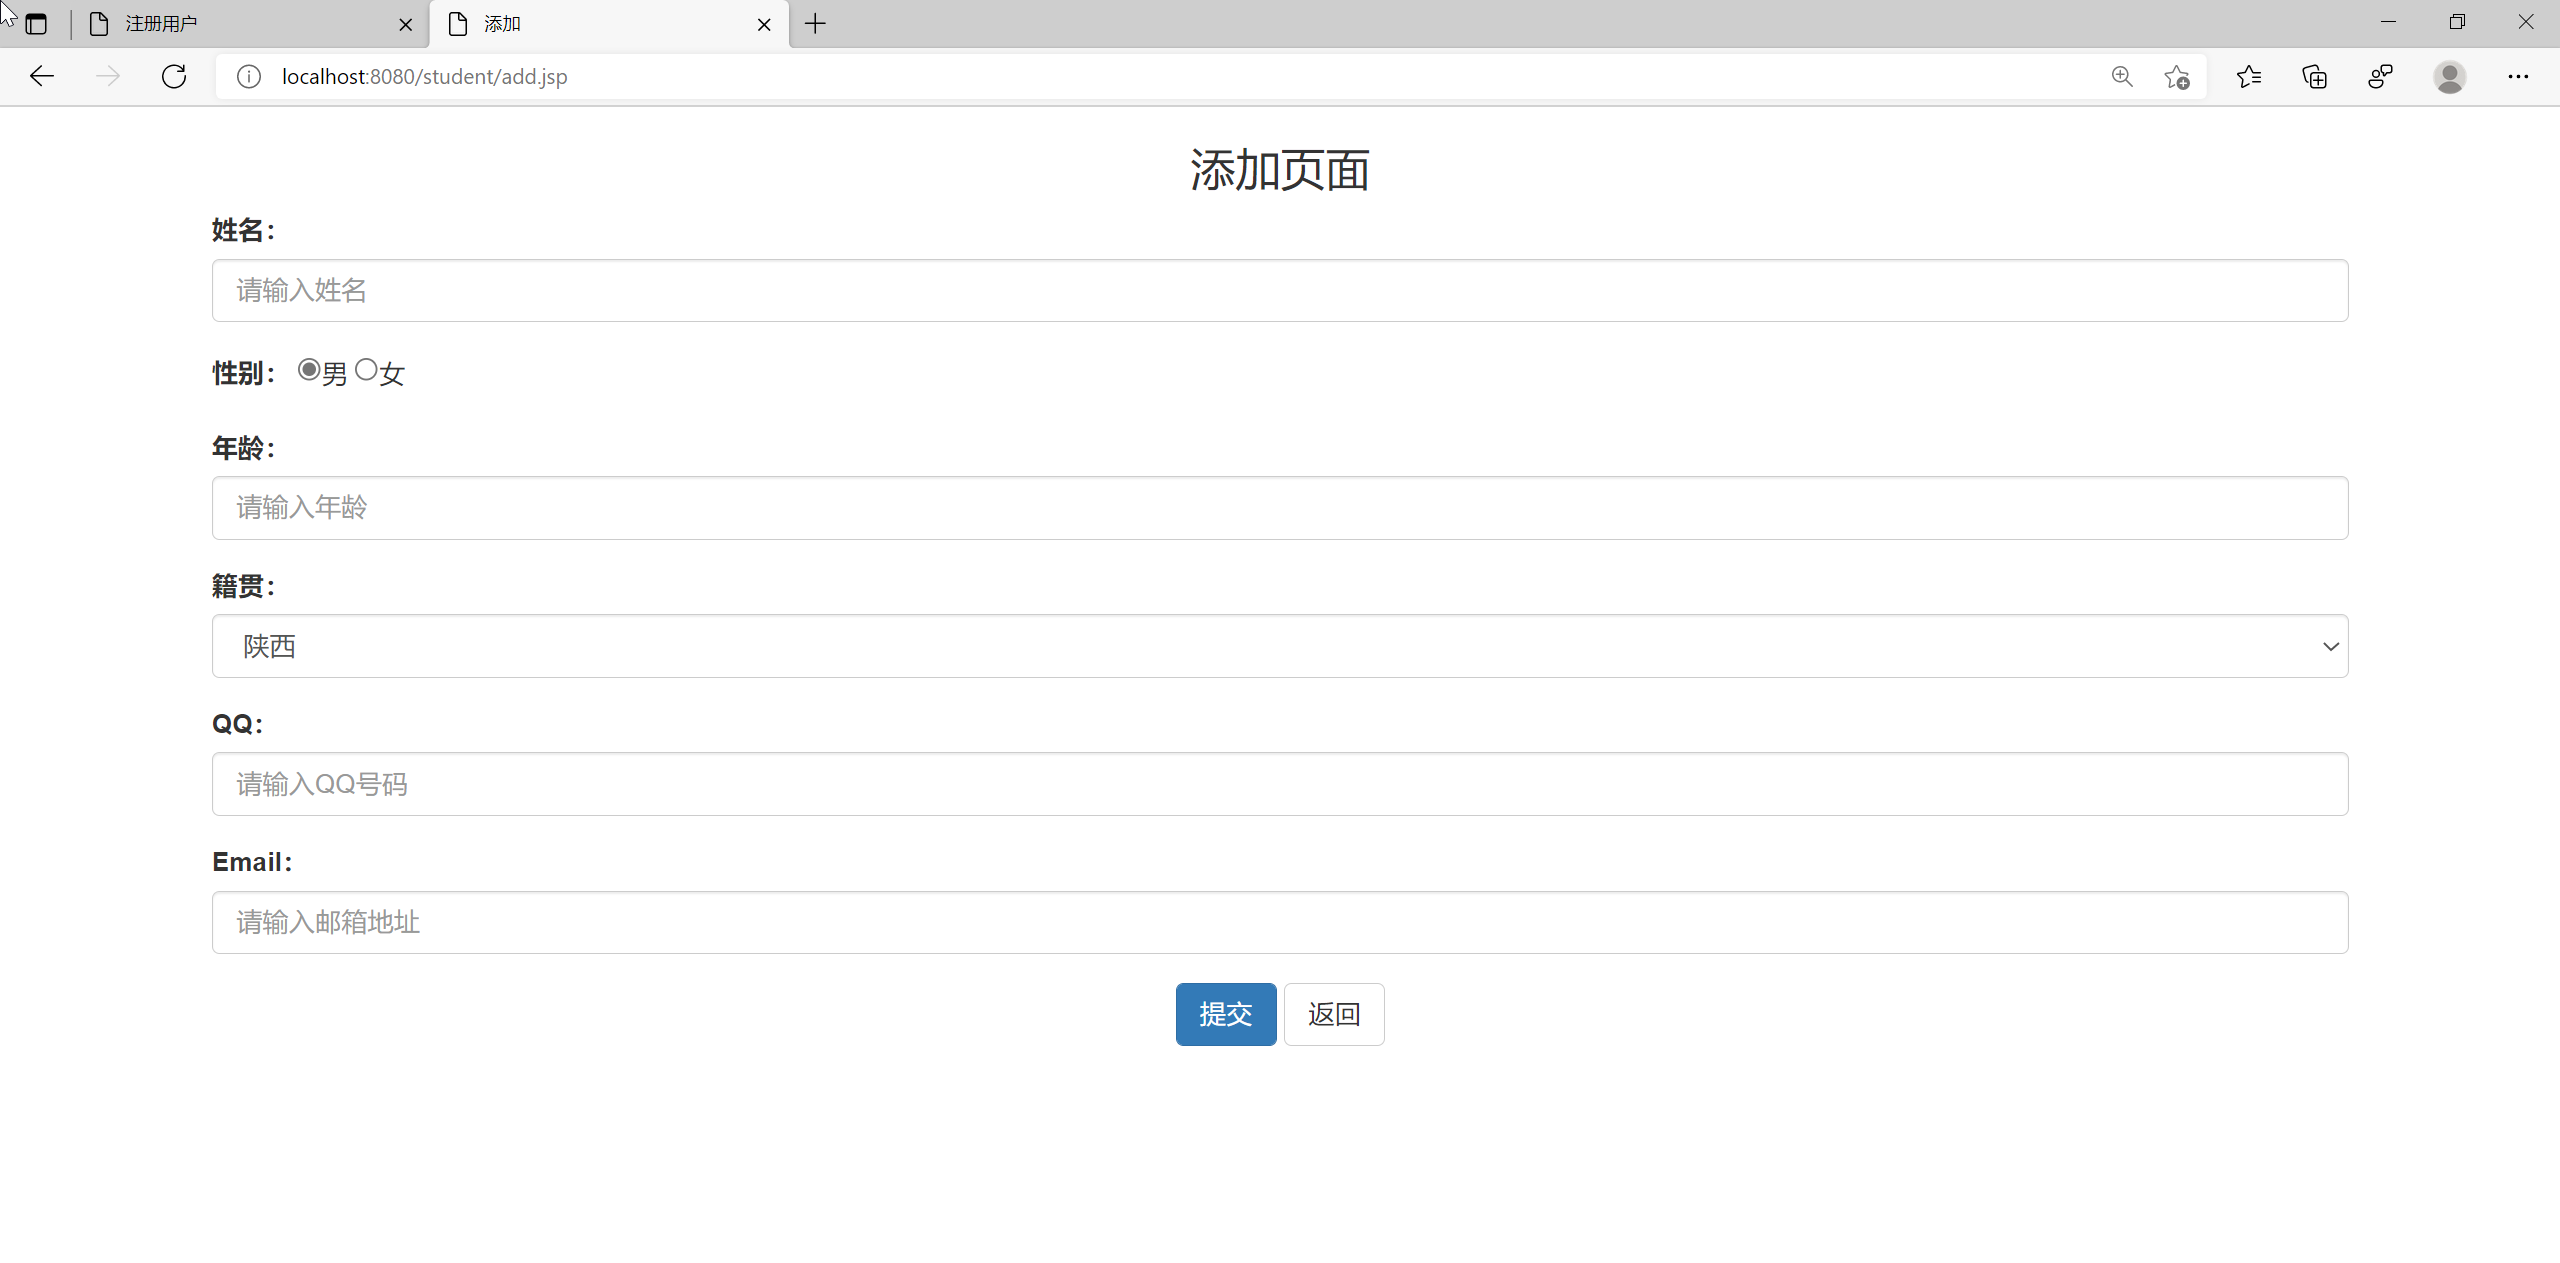 注册用户
添加
localhost:8080/student/add.jsp
添加页面
姓名：
请输入姓名
性别： 男 女
年龄：
请输入年龄
籍贯：
陕西
QQ：
请输入QQ号码
Email：
请输入邮箱地址
提交 返回